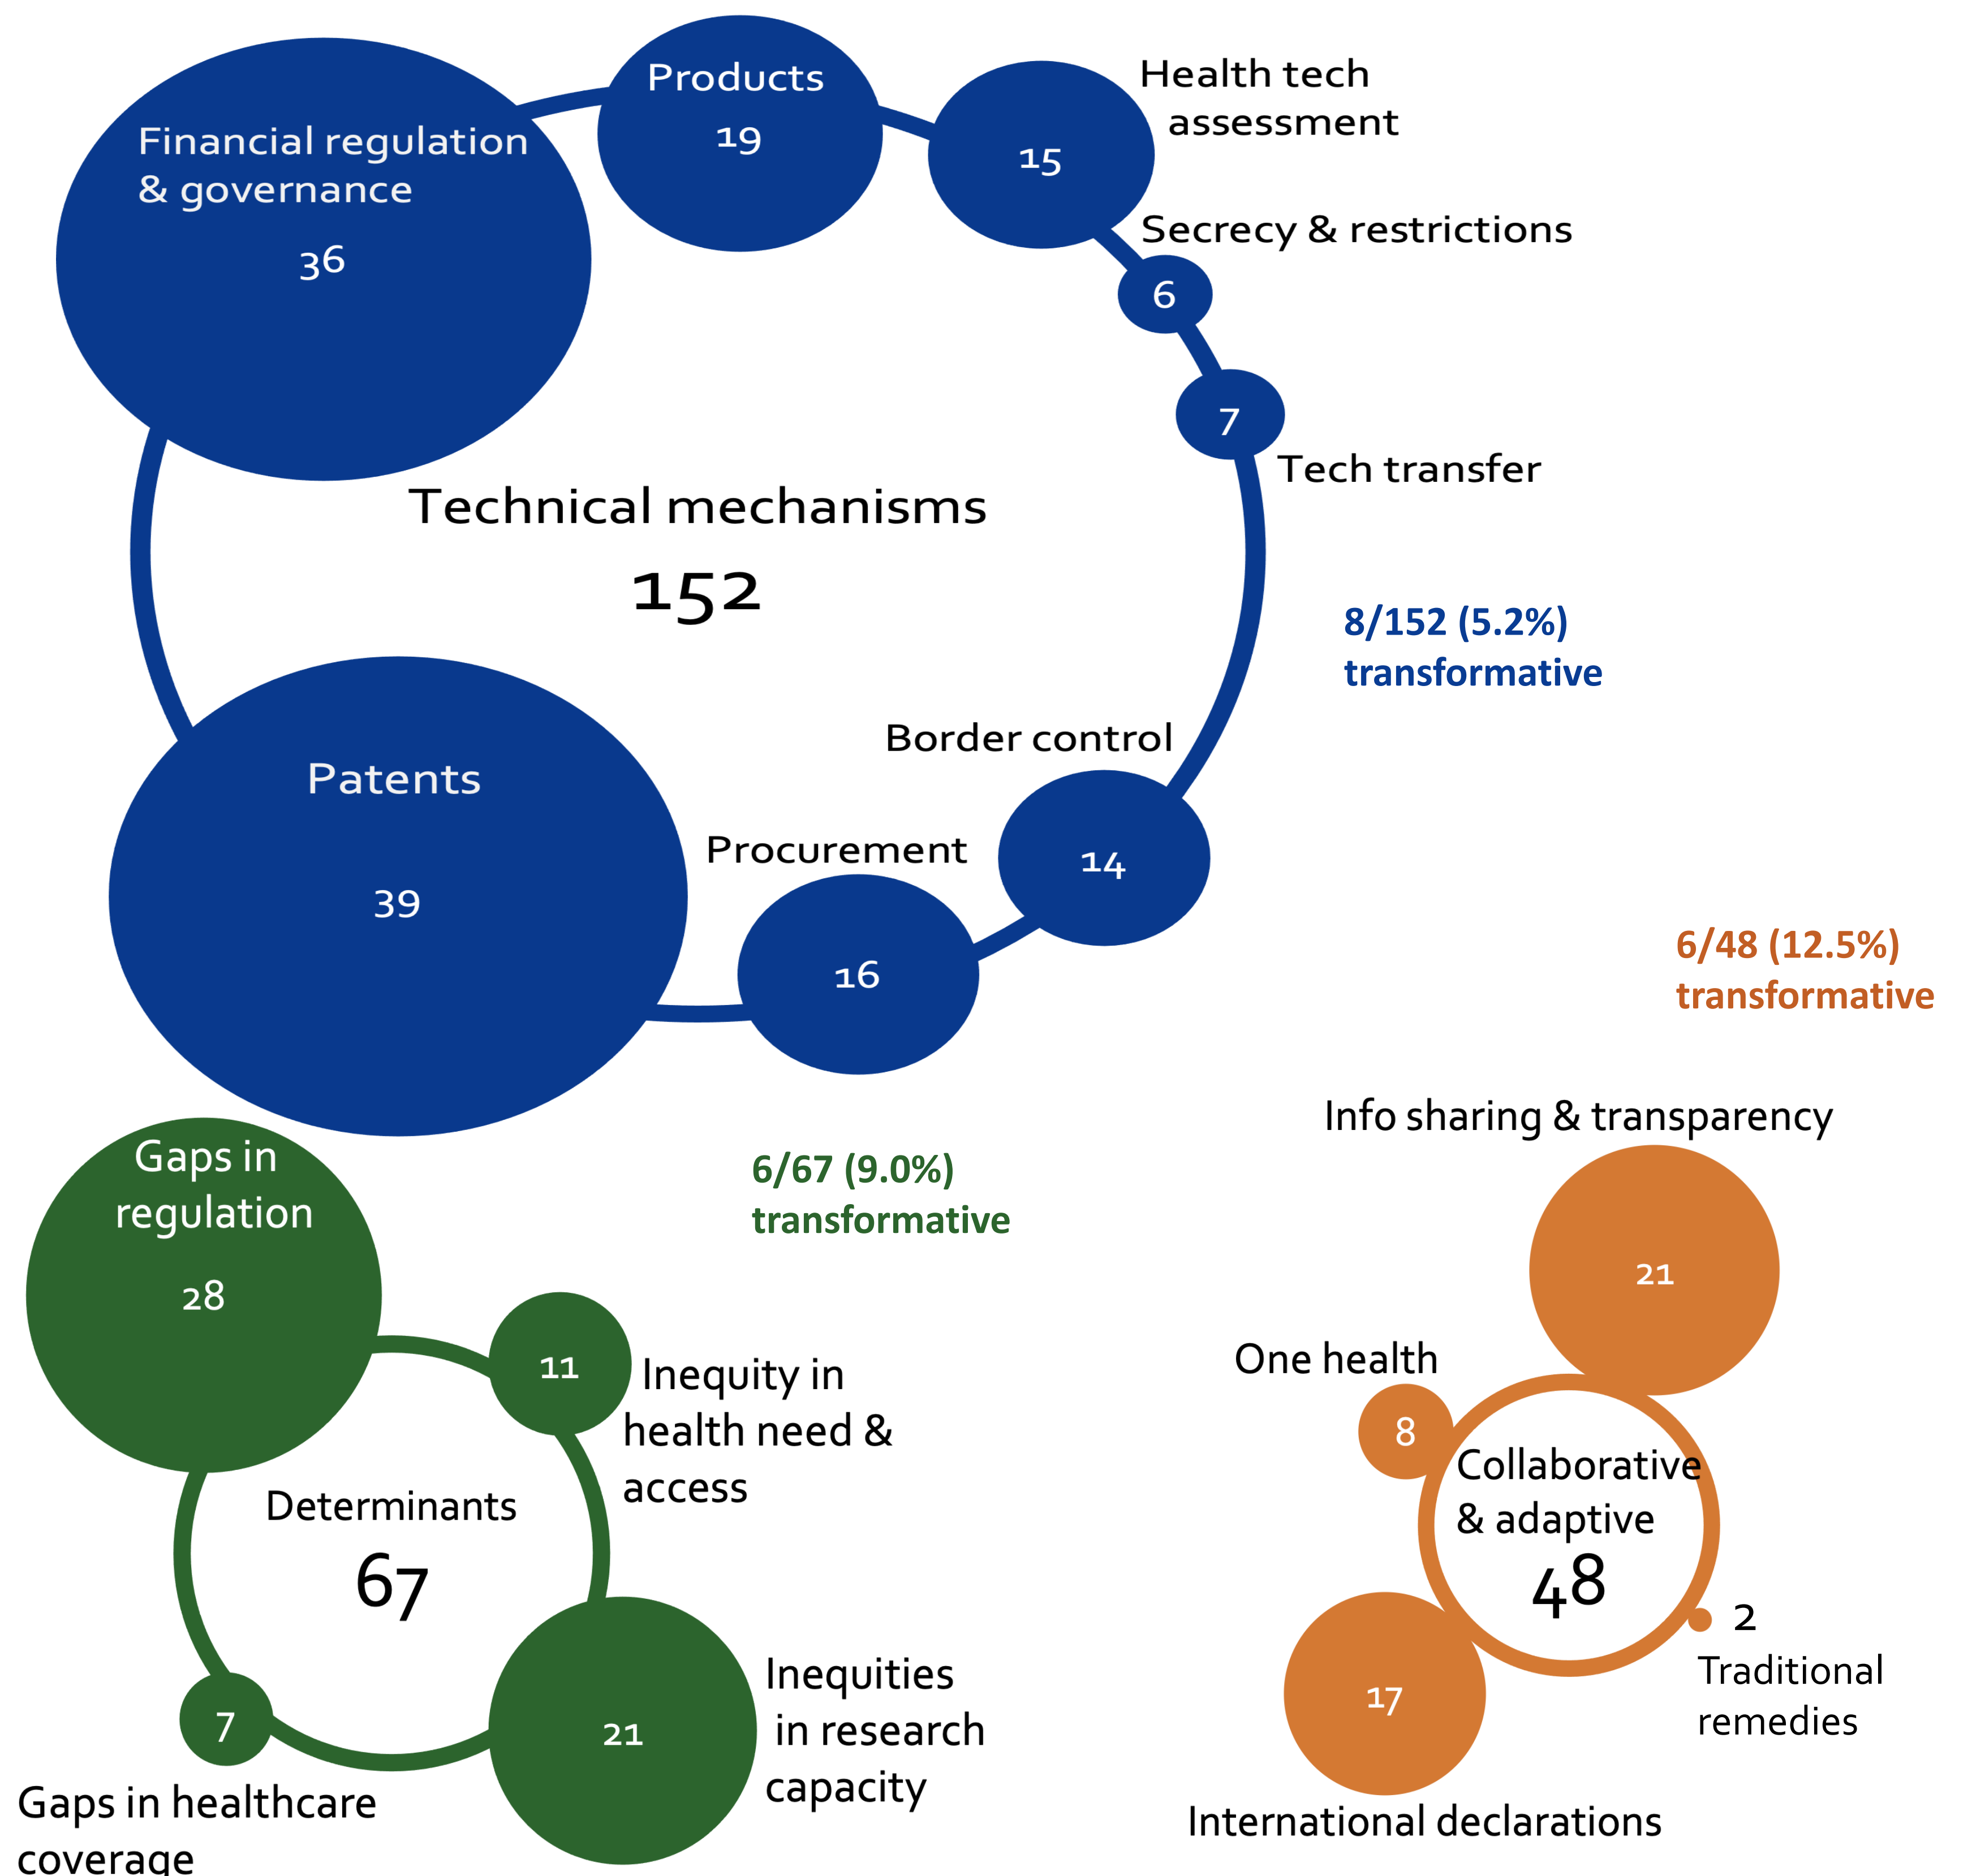 Financial regulation
& governance
36
Products
19
Health tech
assessment
15
Secrecy & restrictions
6
7
Tech transfer
Technical mechanisms
152
8/152 (5.2%)
transformative
Border control
14
Procurement
16
Patents
39
6/48 (12.5%)
transformative
Gaps in
regulation
28
6/67 (9.0%)
transformative
11
Inequity in
health need &
access
Determinants
67
7
Gaps in healthcare
coverage
21
Inequities
in research
capacity
Info sharing & transparency
21
One health
8
Collaborative
& adaptive
48
2
Traditional
remedies
17
International declarations